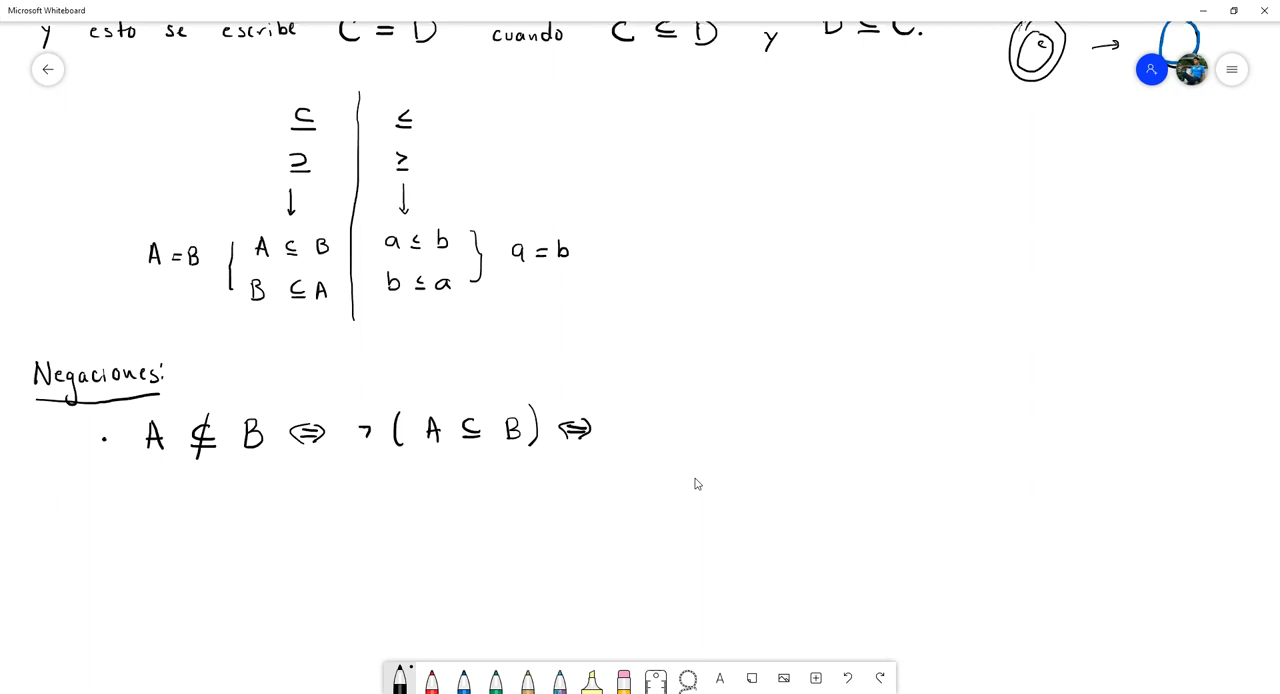 Microsoft Whiteboard
y esto se escribe C = D cuando C ⊆ D y D ⊆ C.
e →
⊆ | ≤
⊇ | ≥
↓ | ↓
A = B { A ⊆ B | a ≤ b } a = b
B ⊆ A | b ≤ a
Negaciones:
· A ⊈ B ⇔ ¬ ( A ⊆ B ) ⇔
A